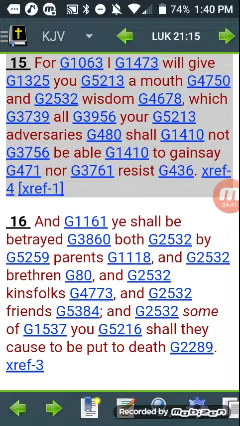 74% 1:40 PM
KJV LUK 21:15
15 For G1063 I G1473 will give
G1325 you G5213 a mouth G4750
and G2532 wisdom G4678, which
G3739 all G3956 your G5213
adversaries G480 shall G1410 not
G3756 be able G1410 to gainsay
G471 nor G3761 resist G436. xref-
4 [xref-1]
04:41
16 And G1161 ye shall be
betrayed G3860 both G2532 by
G5259 parents G1118, and G2532
brethren G80, and G2532
kinsfolks G4773, and G2532
friends G5384; and G2532 some
of G1537 you G5216 shall they
cause to be put to death G2289.
xref-3
Recorded by mobizen